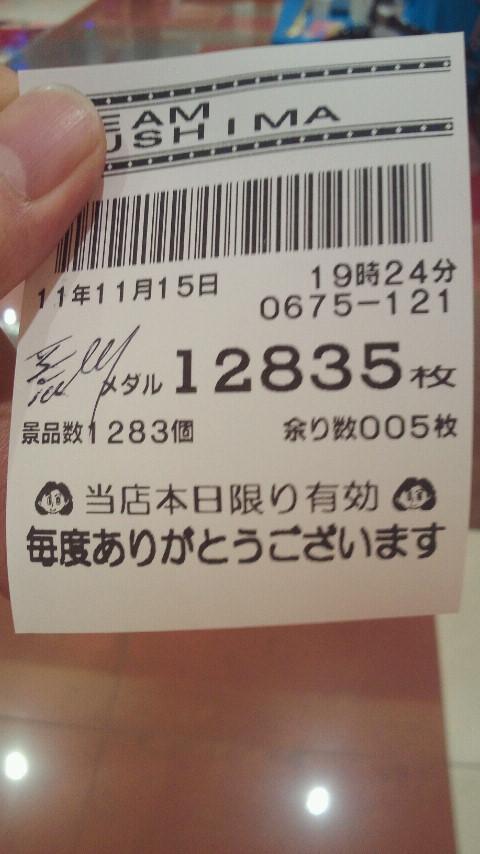 EAM
USHIMA
11年11月15日 19時24分
0675-121
メダル 12835枚
景品数1283個 余り数005枚
当店本日限り有効
毎度ありがとうございます